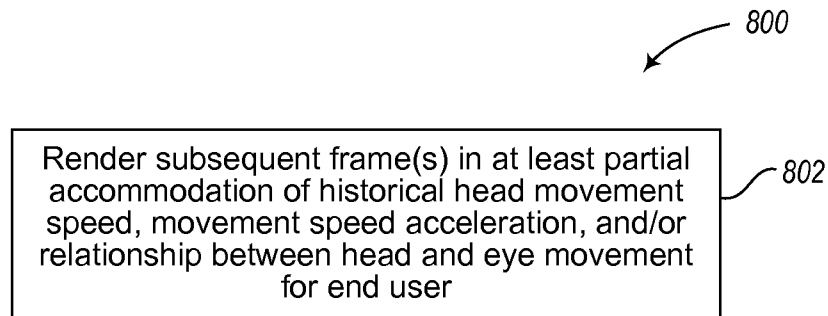 800
Render subsequent frame(s) in at least partial
accommodation of historical head movement
speed, movement speed acceleration, and/or
relationship between head and eye movement
for end user
802